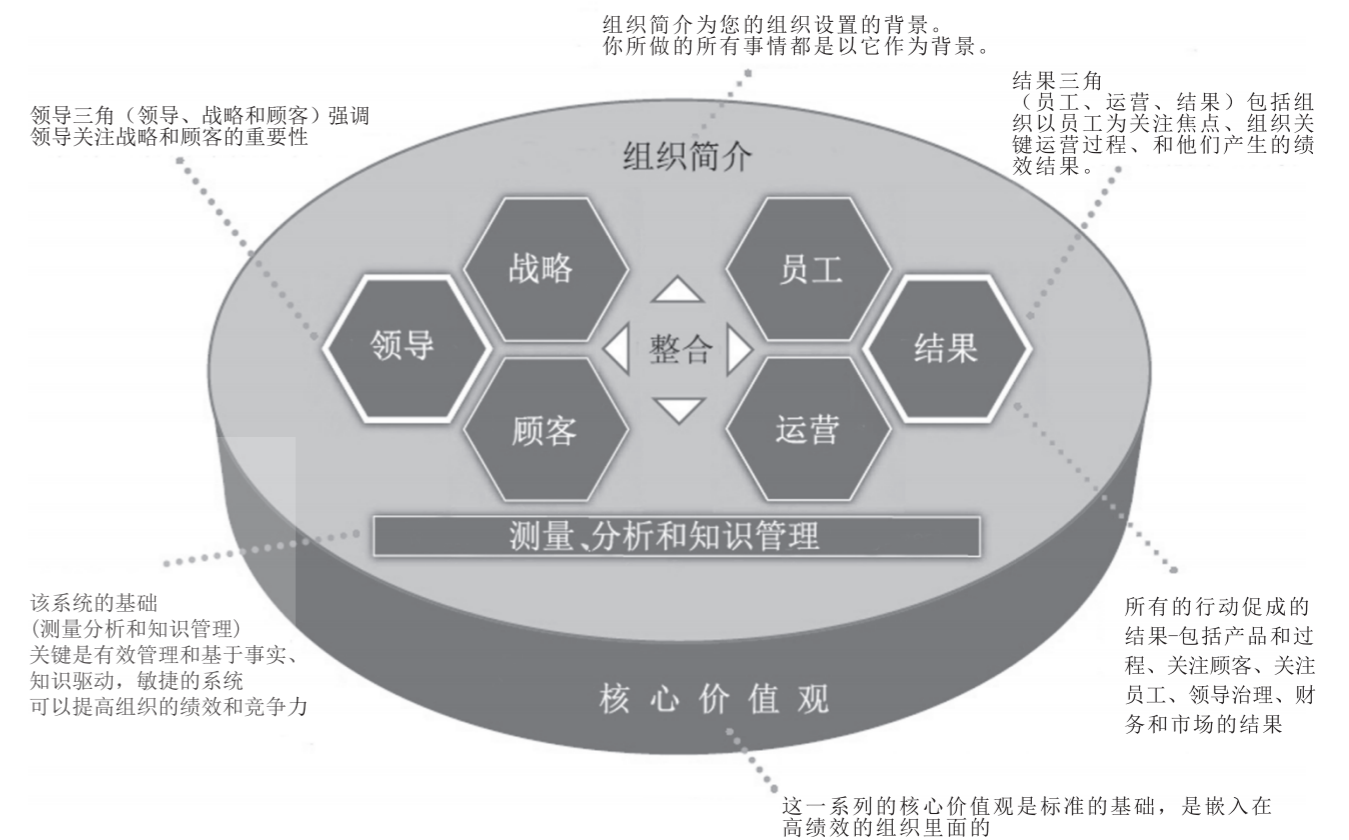 组织简介为您的组织设置的背景。
你所做的所有事情都是以它作为背景。
领导三角（领导、战略和顾客）强调
领导关注战略和顾客的重要性
结果三角
（员工、运营、结果）包括组
织以员工为关注焦点、组织关
键运营过程、和他们产生的绩
效结果。
组织简介
战略
员工
领导
整合
结果
顾客
运营
测量、分析和知识管理
该系统的基础
(测量分析和知识管理)
关键是有效管理和基于事实、
知识驱动，敏捷的系统
可以提高组织的绩效和竞争力
所有的行动促成的
结果-包括产品和过
程、关注顾客、关注
员工、领导治理、财
务和市场的结果
核心价值观
这一系列的核心价值观是标准的基础，是嵌入在
高绩效的组织里面的